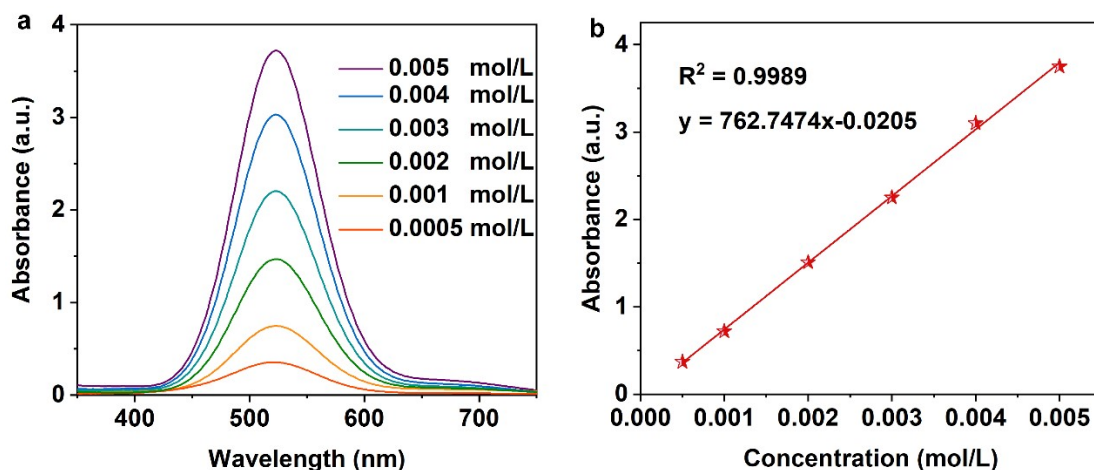 a
4
3
2
1
0
Absorbance (a.u.)
0.005 mol/L
0.004 mol/L
0.003 mol/L
0.002 mol/L
0.001 mol/L
0.0005 mol/L
400 500 600 700
Wavelength (nm)
b
4
3
2
1
0
Absorbance (a.u.)
R² = 0.9989
y = 762.7474x-0.0205
0.000 0.001 0.002 0.003 0.004 0.005
Concentration (mol/L)